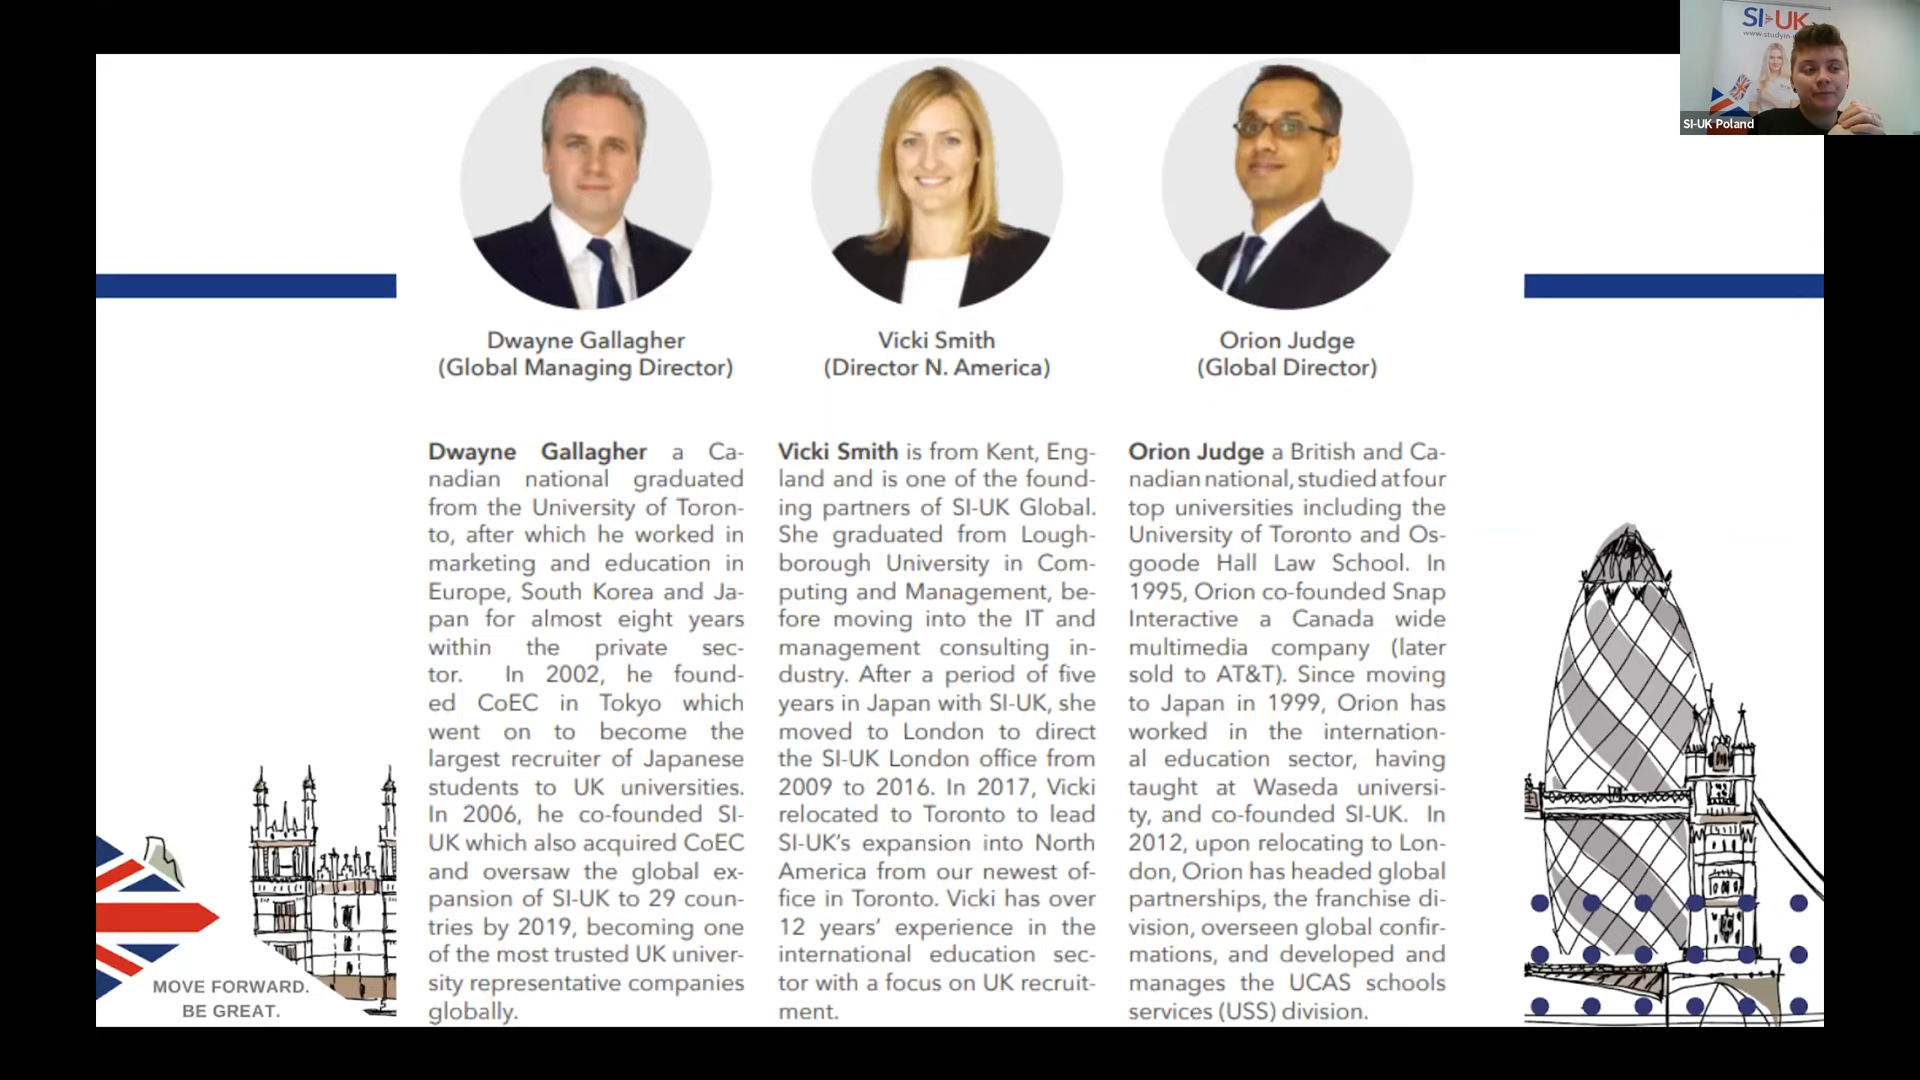 SI-UK
www.studyin-
SI-UK Poland
Dwayne Gallagher
(Global Managing Director)
Vicki Smith
(Director N. America)
Orion Judge
(Global Director)
Dwayne Gallagher a Ca-
nadian national graduated
from the University of Toron-
to, after which he worked in
marketing and education in
Europe, South Korea and Ja-
pan for almost eight years
within the private sec-
tor. In 2002, he found-
ed CoEC in Tokyo which
went on to become the
largest recruiter of Japanese
students to UK universities.
In 2006, he co-founded SI-
UK which also acquired CoEC
and oversaw the global ex-
pansion of SI-UK to 29 coun-
tries by 2019, becoming one
of the most trusted UK univer-
sity representative companies
globally.
Vicki Smith is from Kent, Eng-
land and is one of the found-
ing partners of SI-UK Global.
She graduated from Lough-
borough University in Com-
puting and Management, be-
fore moving into the IT and
management consulting in-
dustry. After a period of five
years in Japan with SI-UK, she
moved to London to direct
the SI-UK London office from
2009 to 2016. In 2017, Vicki
relocated to Toronto to lead
SI-UK's expansion into North
America from our newest of-
fice in Toronto. Vicki has over
12 years' experience in the
international education sec-
tor with a focus on UK recruit-
ment.
Orion Judge a British and Ca-
nadian national, studied at four
top universities including the
University of Toronto and Os-
goode Hall Law School. In
1995, Orion co-founded Snap
Interactive a Canada wide
multimedia company (later
sold to AT&T). Since moving
to Japan in 1999, Orion has
worked in the internation-
al education sector, having
taught at Waseda universi-
ty, and co-founded SI-UK. In
2012, upon relocating to Lon-
don, Orion has headed global
partnerships, the franchise di-
vision, overseen global confir-
mations, and developed and
manages the UCAS schools
services (USS) division.
MOVE FORWARD.
BE GREAT.